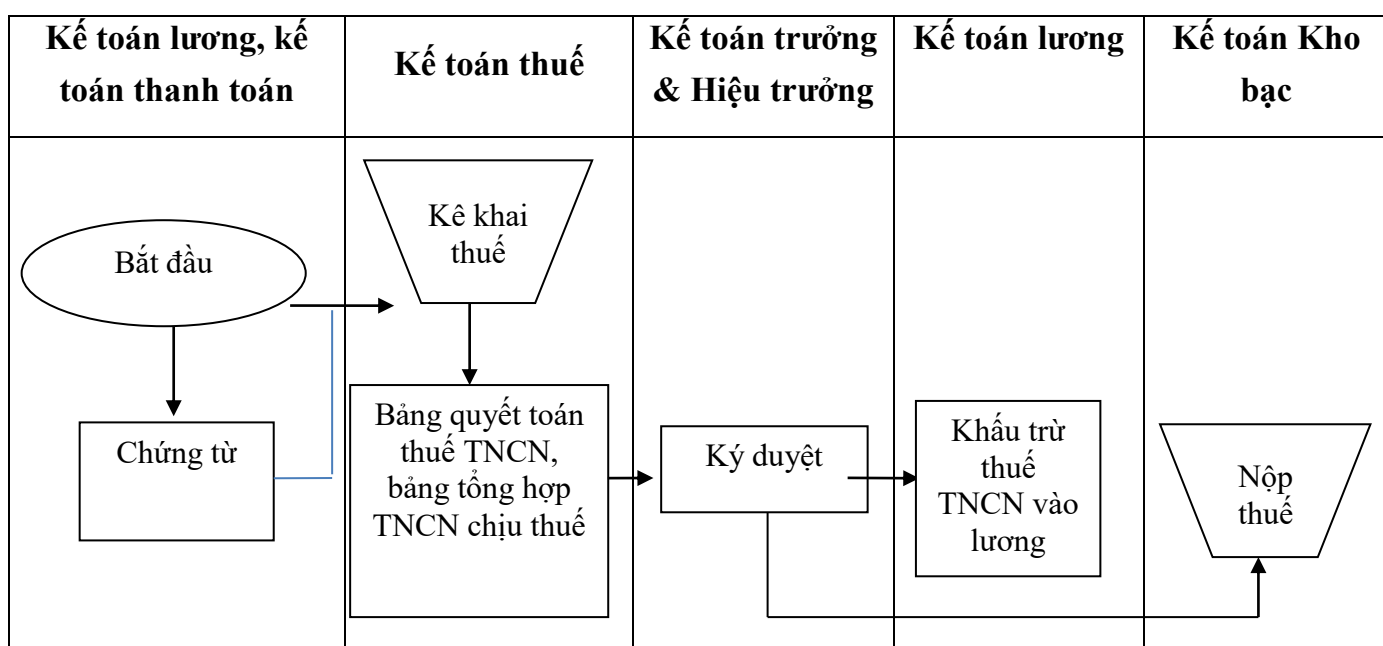 Kế toán lương, kế
toán thanh toán
Kế toán thuế
Kế toán trưởng
& Hiệu trưởng
Kế toán lương
Kế toán Kho
bạc
Bắt đầu
Chứng từ
Kê khai
thuế
Bảng quyết toán
thuế TNCN,
bảng tổng hợp
TNCN chịu thuế
Ký duyệt
Khấu trừ
thuế
TNCN vào
lương
Nộp
thuế